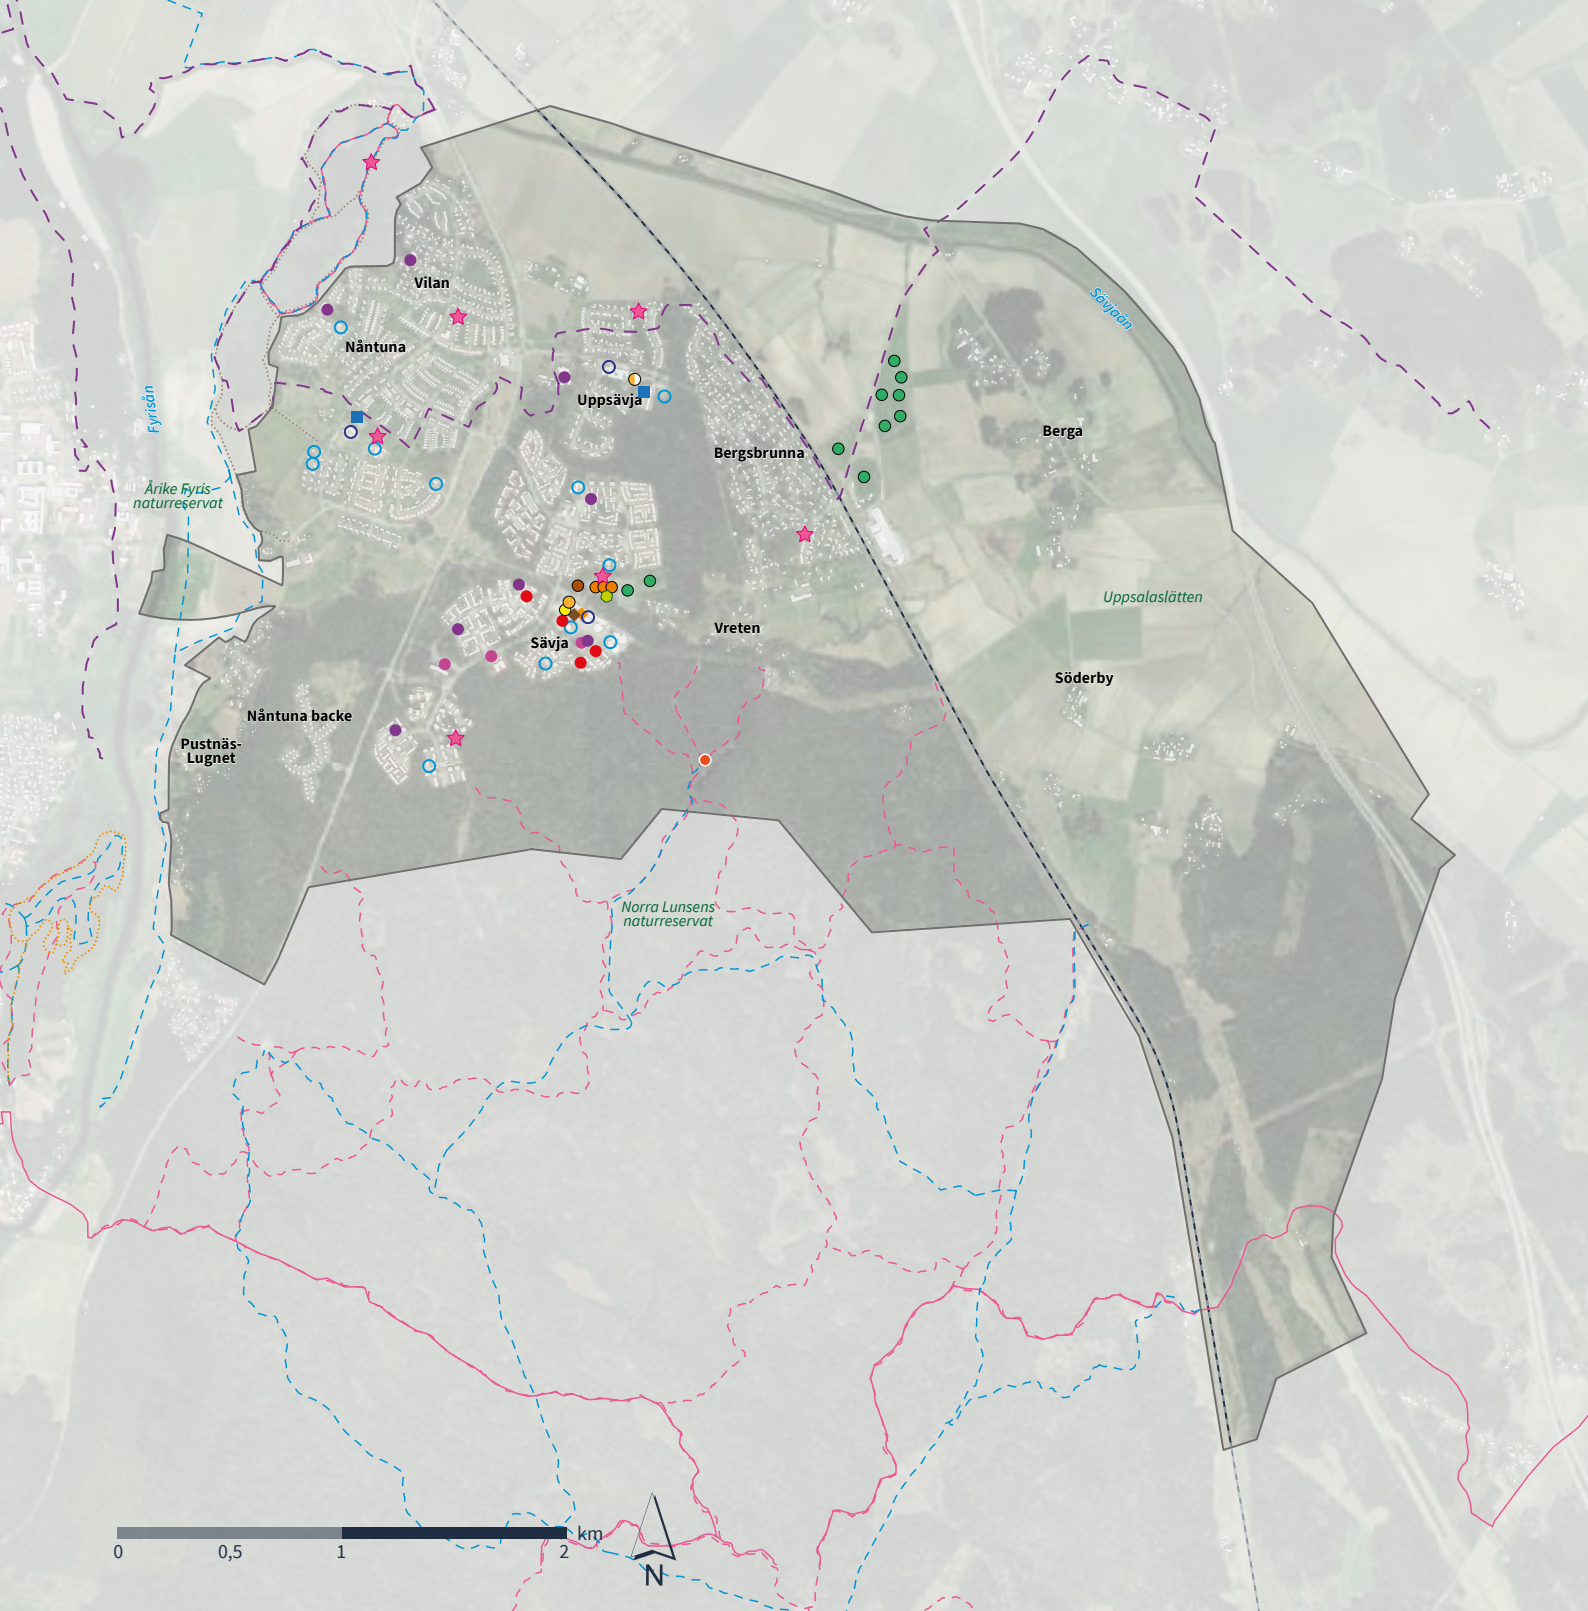 Vilan
Sävjaån
Nåntuna
Fyrisån
Uppsävja
Berga
Bergsbrunna
Årike Fyris
naturreservat
Uppsalaslätten
Vreten
Sävja
Söderby
Nåntuna backe
Pustnäs-
Lugnet
Norra Lunsens
naturreservat
km
0 0,5 1 2
N